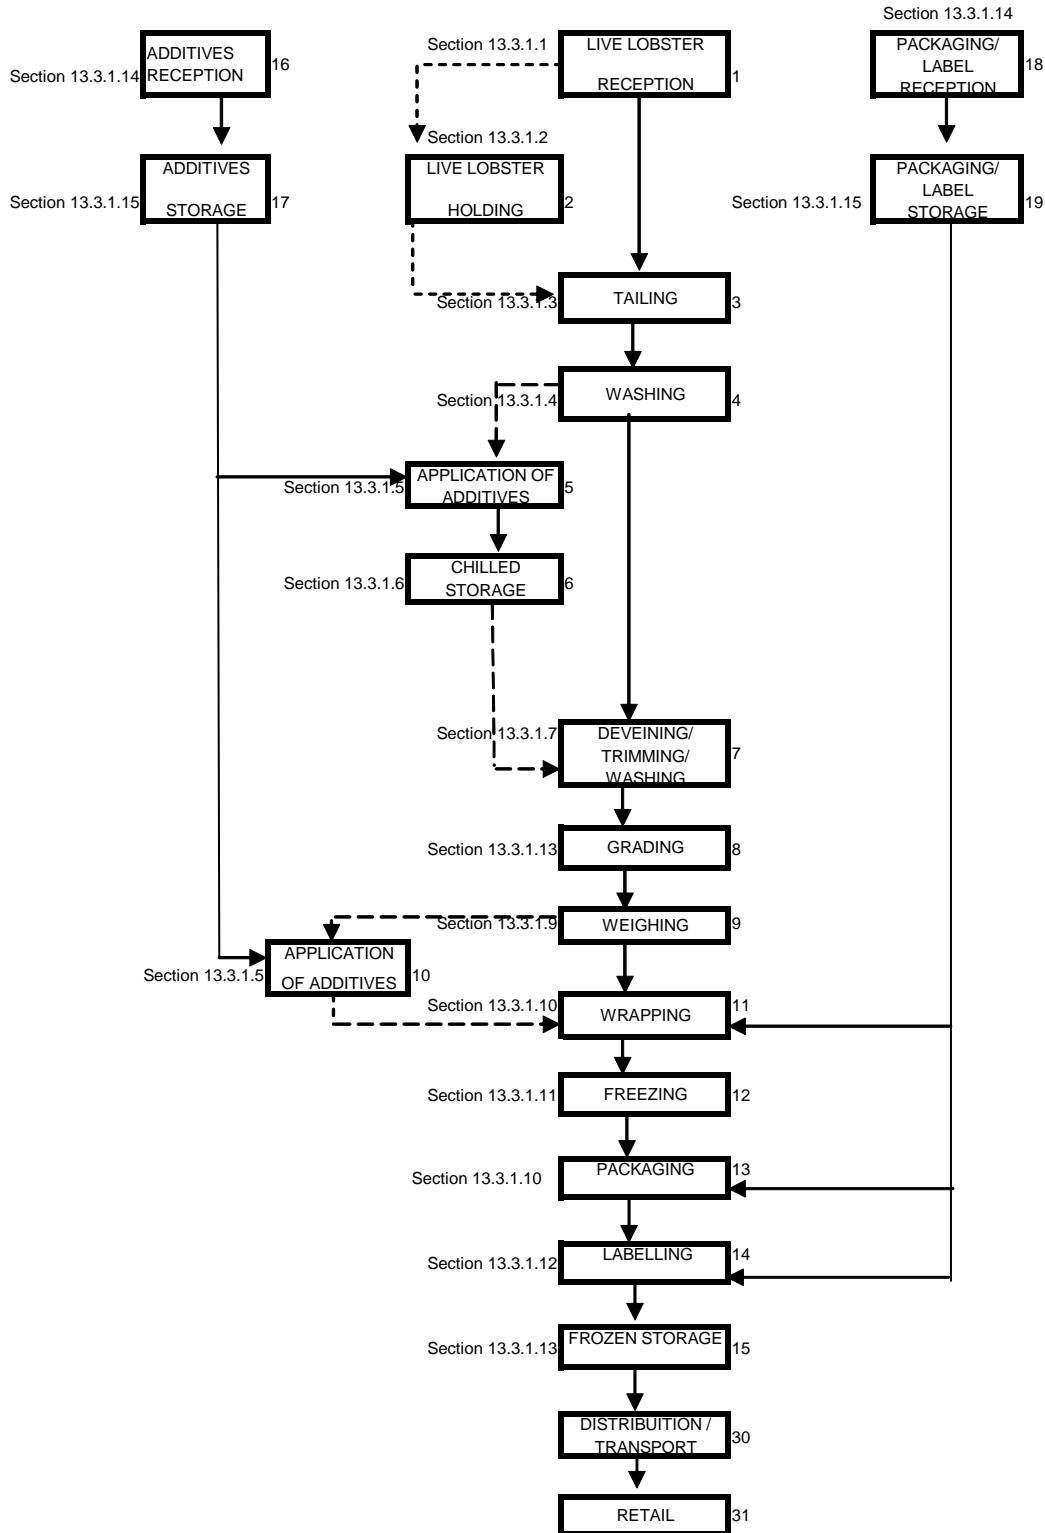 Section 13.3.1.14
Section 13.3.1.1
LIVE LOBSTER
RECEPTION
1
ADDITIVES
RECEPTION
16
Section 13.3.1.14
PACKAGING/
LABEL
RECEPTION
18
Section 13.3.1.2
ADDITIVES
STORAGE
17
Section 13.3.1.15
LIVE LOBSTER
HOLDING
2
Section 13.3.1.15
PACKAGING/
LABEL
STORAGE
19
Section 13.3.1.3
TAILING
3
Section 13.3.1.4
WASHING
4
Section 13.3.1.5
APPLICATION OF
ADDITIVES
5
Section 13.3.1.6
CHILLED
STORAGE
6
Section 13.3.1.7
DEVEINING/
TRIMMING/
WASHING
7
Section 13.3.1.13
GRADING
8
Section 13.3.1.9
WEIGHING
9
Section 13.3.1.5
APPLICATION
OF ADDITIVES
10
Section 13.3.1.10
WRAPPING
11
Section 13.3.1.11
FREEZING
12
Section 13.3.1.10
PACKAGING
13
Section 13.3.1.12
LABELLING
14
Section 13.3.1.13
FROZEN STORAGE
15
DISTRIBUITION /
TRANSPORT
30
RETAIL
31